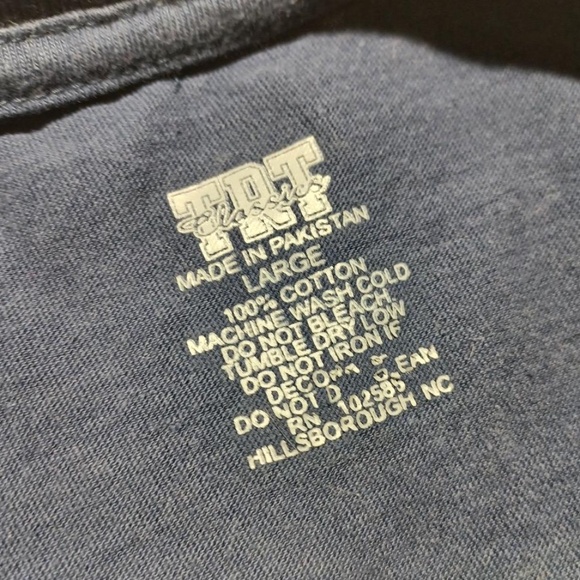 TRT
Classics
MADE IN PAKISTAN
LARGE
100% COTTON
MACHINE WASH COLD
DO NOT BLEACH
TUMBLE DRY LOW
DO NOT IRON IF
DO NOT D EAN
RN 102585
HILLSBOROUGH NC